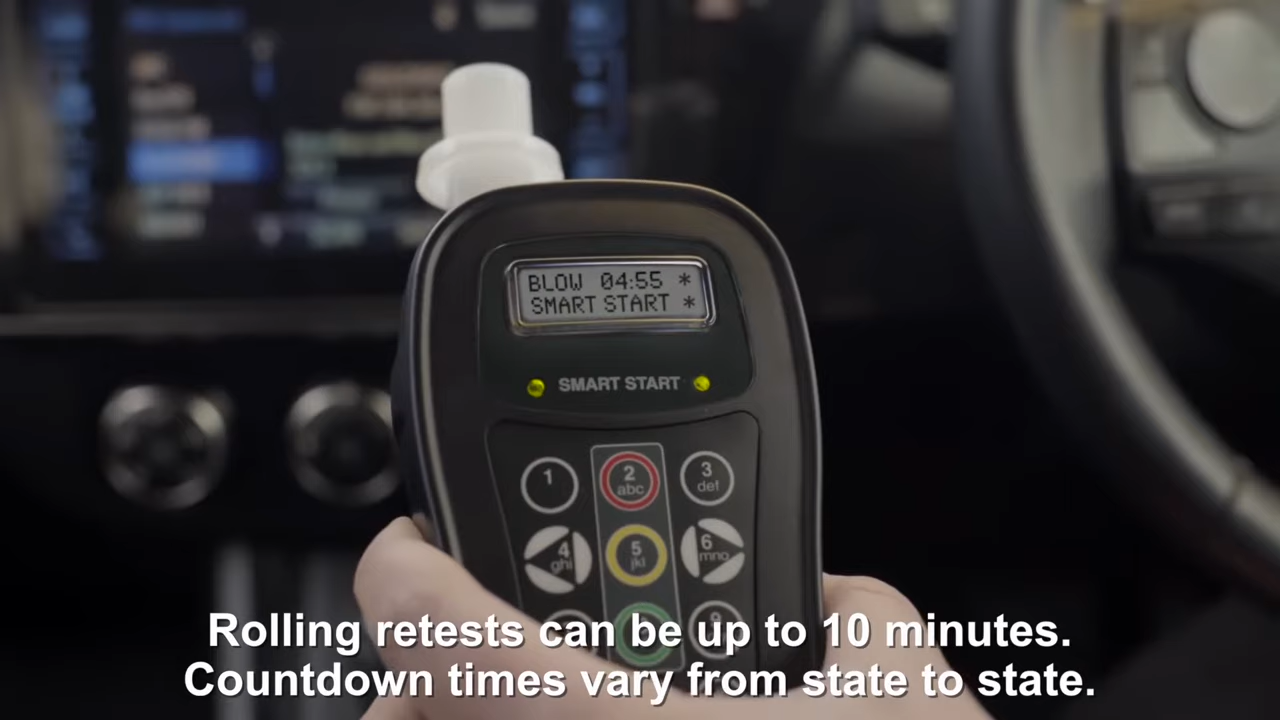 BLOW 04:55 *
SMART START *
SMART START
1
2
abc
3
def
4
ghi
5
jkl
6
mno
Rolling retests can be up to 10 minutes.
Countdown times vary from state to state.